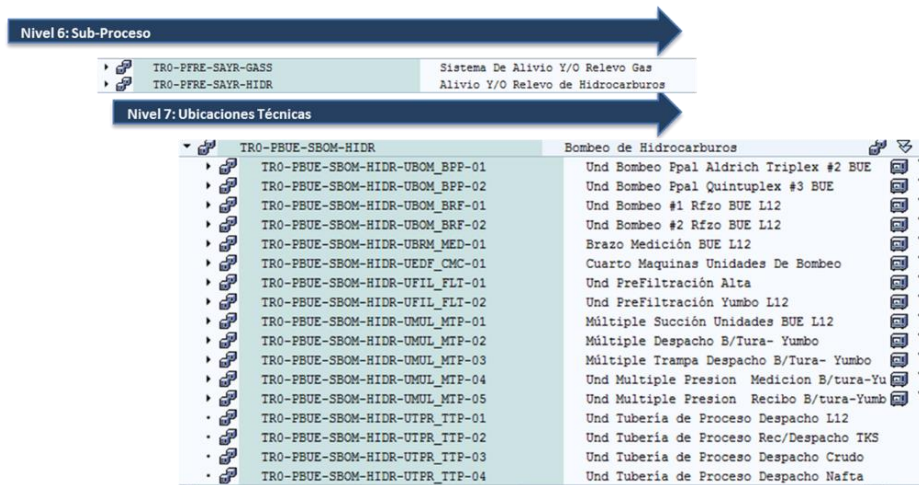 Nivel 6: Sub-Proceso
TR0-PFRE-SAYR-GASS Sistema De Alivio Y/O Relevo Gas
TR0-PFRE-SAYR-HIDR Alivio Y/O Relevo de Hidrocarburos
Nivel 7: Ubicaciones Técnicas
TR0-PBUE-SBOM-HIDR Bombeo de Hidrocarburos
TR0-PBUE-SBOM-HIDR-UBOM_BPP-01 Und Bombeo Ppal Aldrich Triplex #2 BUE
TR0-PBUE-SBOM-HIDR-UBOM_BPP-02 Und Bombeo Ppal Quintuplex #3 BUE
TR0-PBUE-SBOM-HIDR-UBOM_BRF-01 Und Bombeo #1 Rfzo BUE L12
TR0-PBUE-SBOM-HIDR-UBOM_BRF-02 Und Bombeo #2 Rfzo BUE L12
TR0-PBUE-SBOM-HIDR-UBRM_MED-01 Brazo Medición BUE L12
TR0-PBUE-SBOM-HIDR-UEDF_CMC-01 Cuarto Maquinas Unidades De Bombeo
TR0-PBUE-SBOM-HIDR-UFIL_FLT-01 Und PreFiltración Alta
TR0-PBUE-SBOM-HIDR-UFIL_FLT-02 Und PreFiltración Yumbo L12
TR0-PBUE-SBOM-HIDR-UMUL_MTP-01 Múltiple Succión Unidades BUE L12
TR0-PBUE-SBOM-HIDR-UMUL_MTP-02 Múltiple Despacho B/Tura- Yumbo
TR0-PBUE-SBOM-HIDR-UMUL_MTP-03 Múltiple Trampa Despacho B/Tura- Yumbo
TR0-PBUE-SBOM-HIDR-UMUL_MTP-04 Und Multiple Presion Medicion B/tura-Yu
TR0-PBUE-SBOM-HIDR-UMUL_MTP-05 Und Multiple Presion Recibo B/tura-Yumb
TR0-PBUE-SBOM-HIDR-UTPR_TTP-01 Und Tubería de Proceso Despacho L12
TR0-PBUE-SBOM-HIDR-UTPR_TTP-02 Und Tubería de Proceso Rec/Despacho TKS
TR0-PBUE-SBOM-HIDR-UTPR_TTP-03 Und Tubería de Proceso Despacho Crudo
TR0-PBUE-SBOM-HIDR-UTPR_TTP-04 Und Tubería de Proceso Despacho Nafta